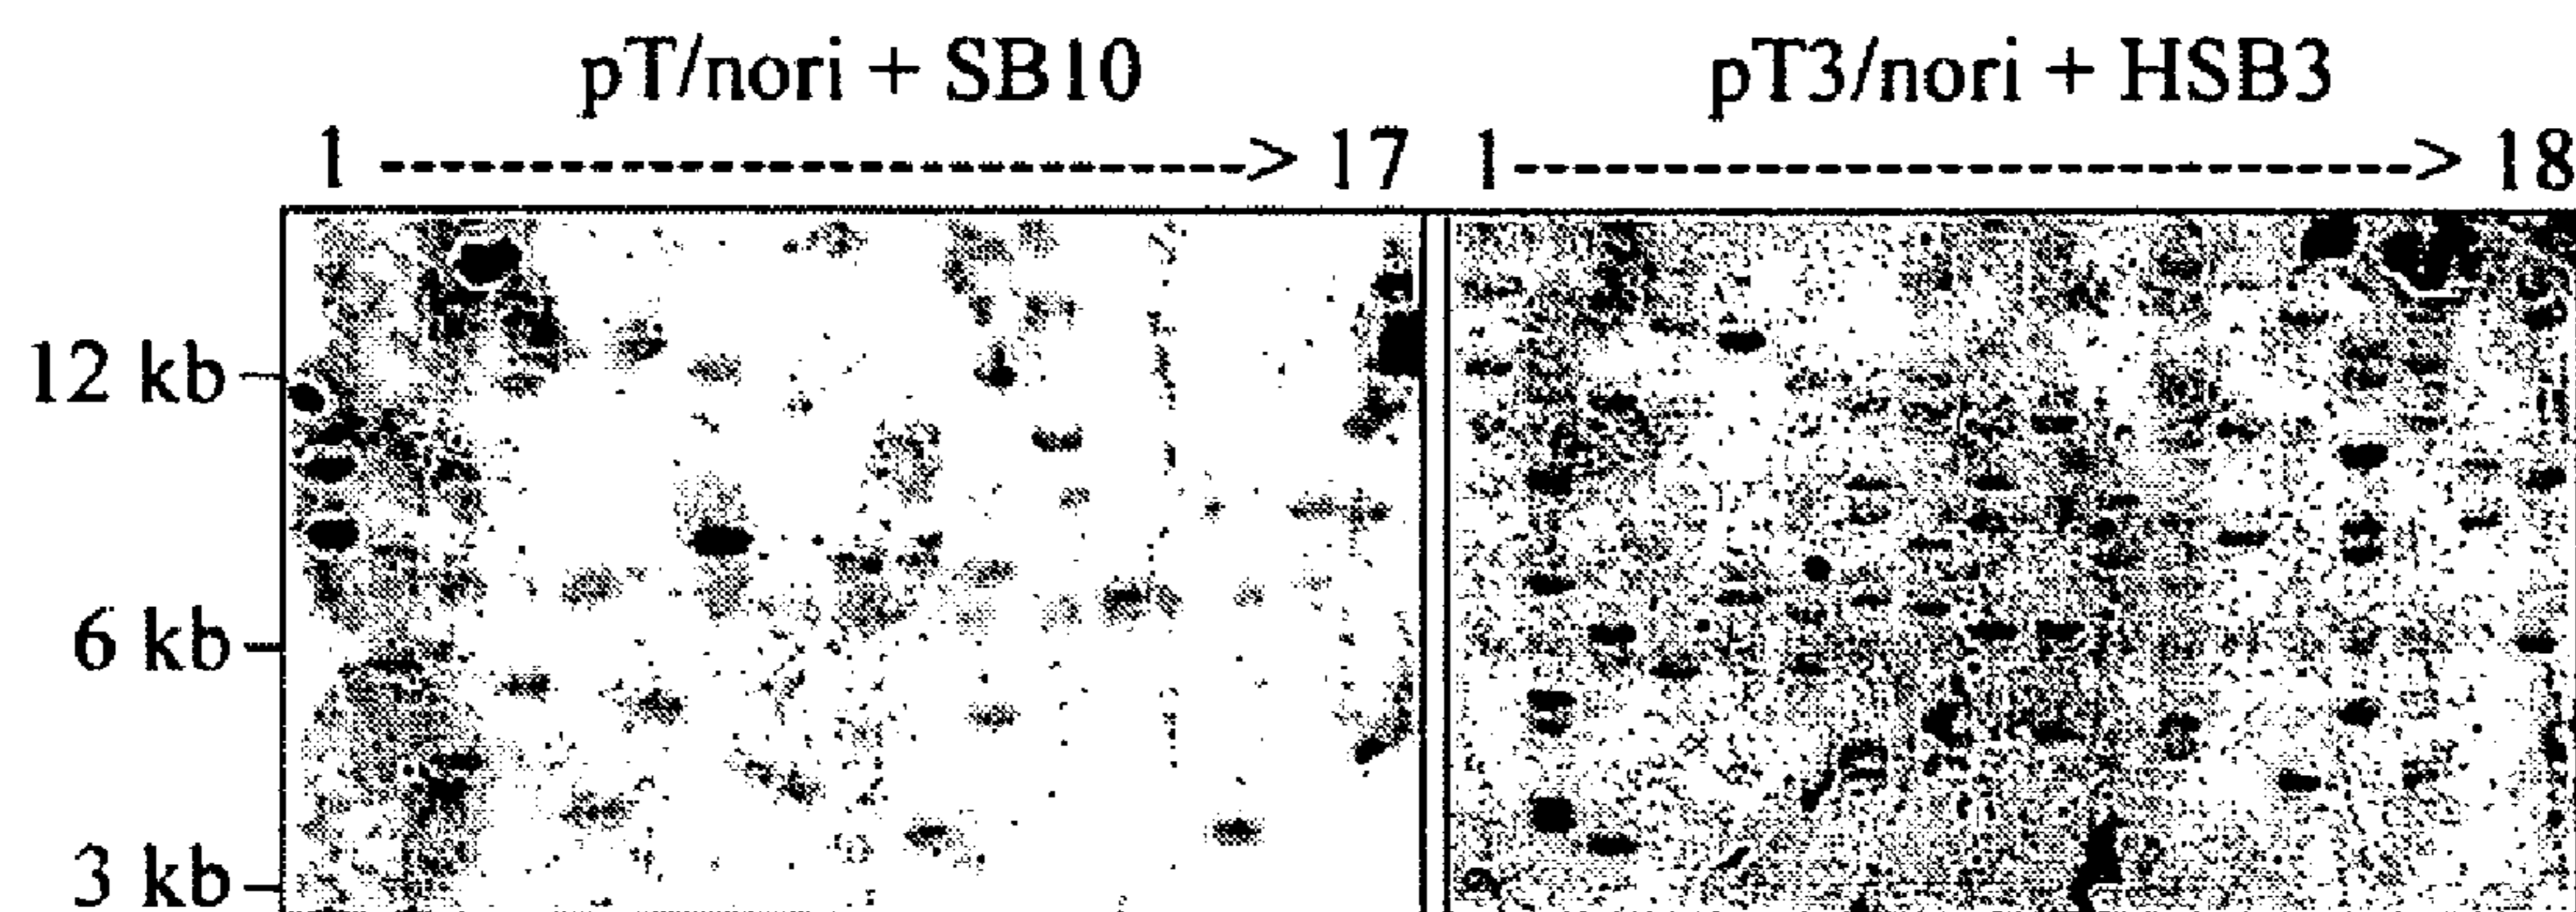 pT/nori + SB10 pT3/nori + HSB3
1 ----------------------------> 17 1 ------------------------------> 18
12 kb
6 kb
3 kb